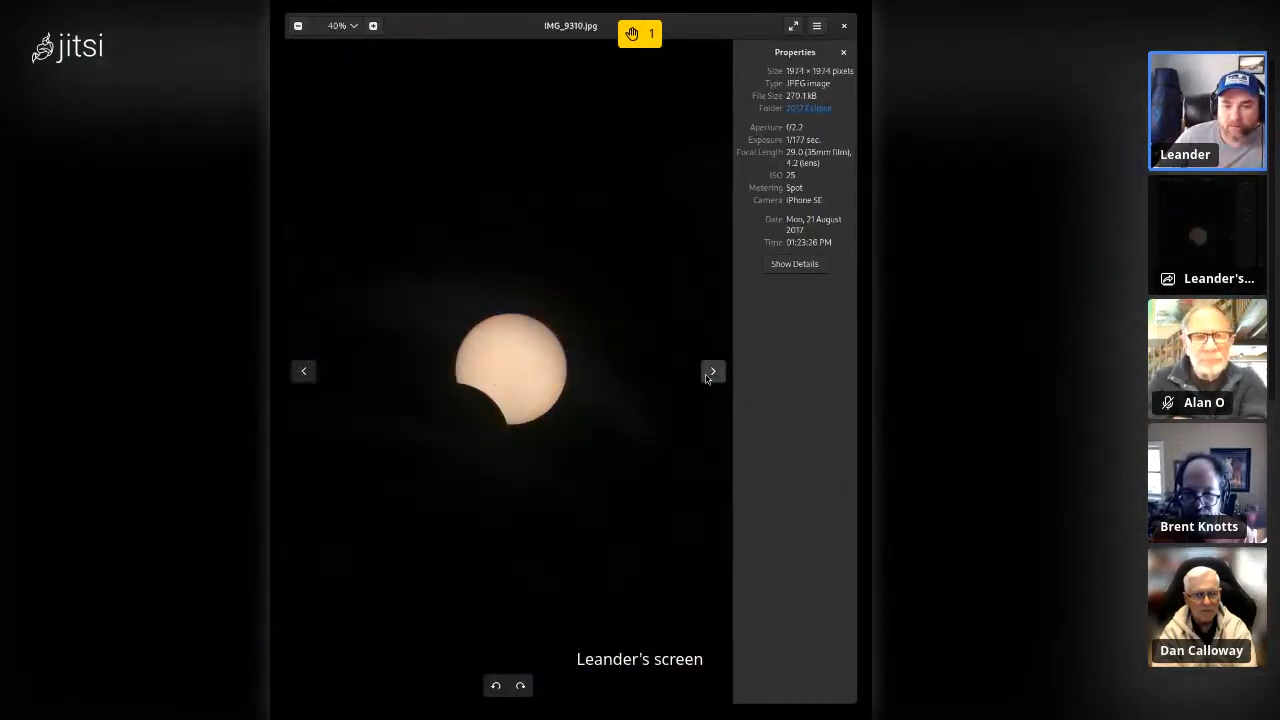 jitsi
40%
IMG_9310.jpg
1
Properties
Size 1974 × 1974 pixels
Type JPEG image
File Size 270.1 kB
Folder 2017 Eclipse
Aperture f/2.2
Exposure 1/177 sec.
Focal Length 29.0 (35mm film),
4.2 (lens)
ISO 25
Metering Spot
Camera iPhone SE
Date Mon, 21 August
2017
Time 01:23:26 PM
Show Details
Leander's screen
Leander
Leander's...
Alan O
Brent Knotts
Dan Calloway